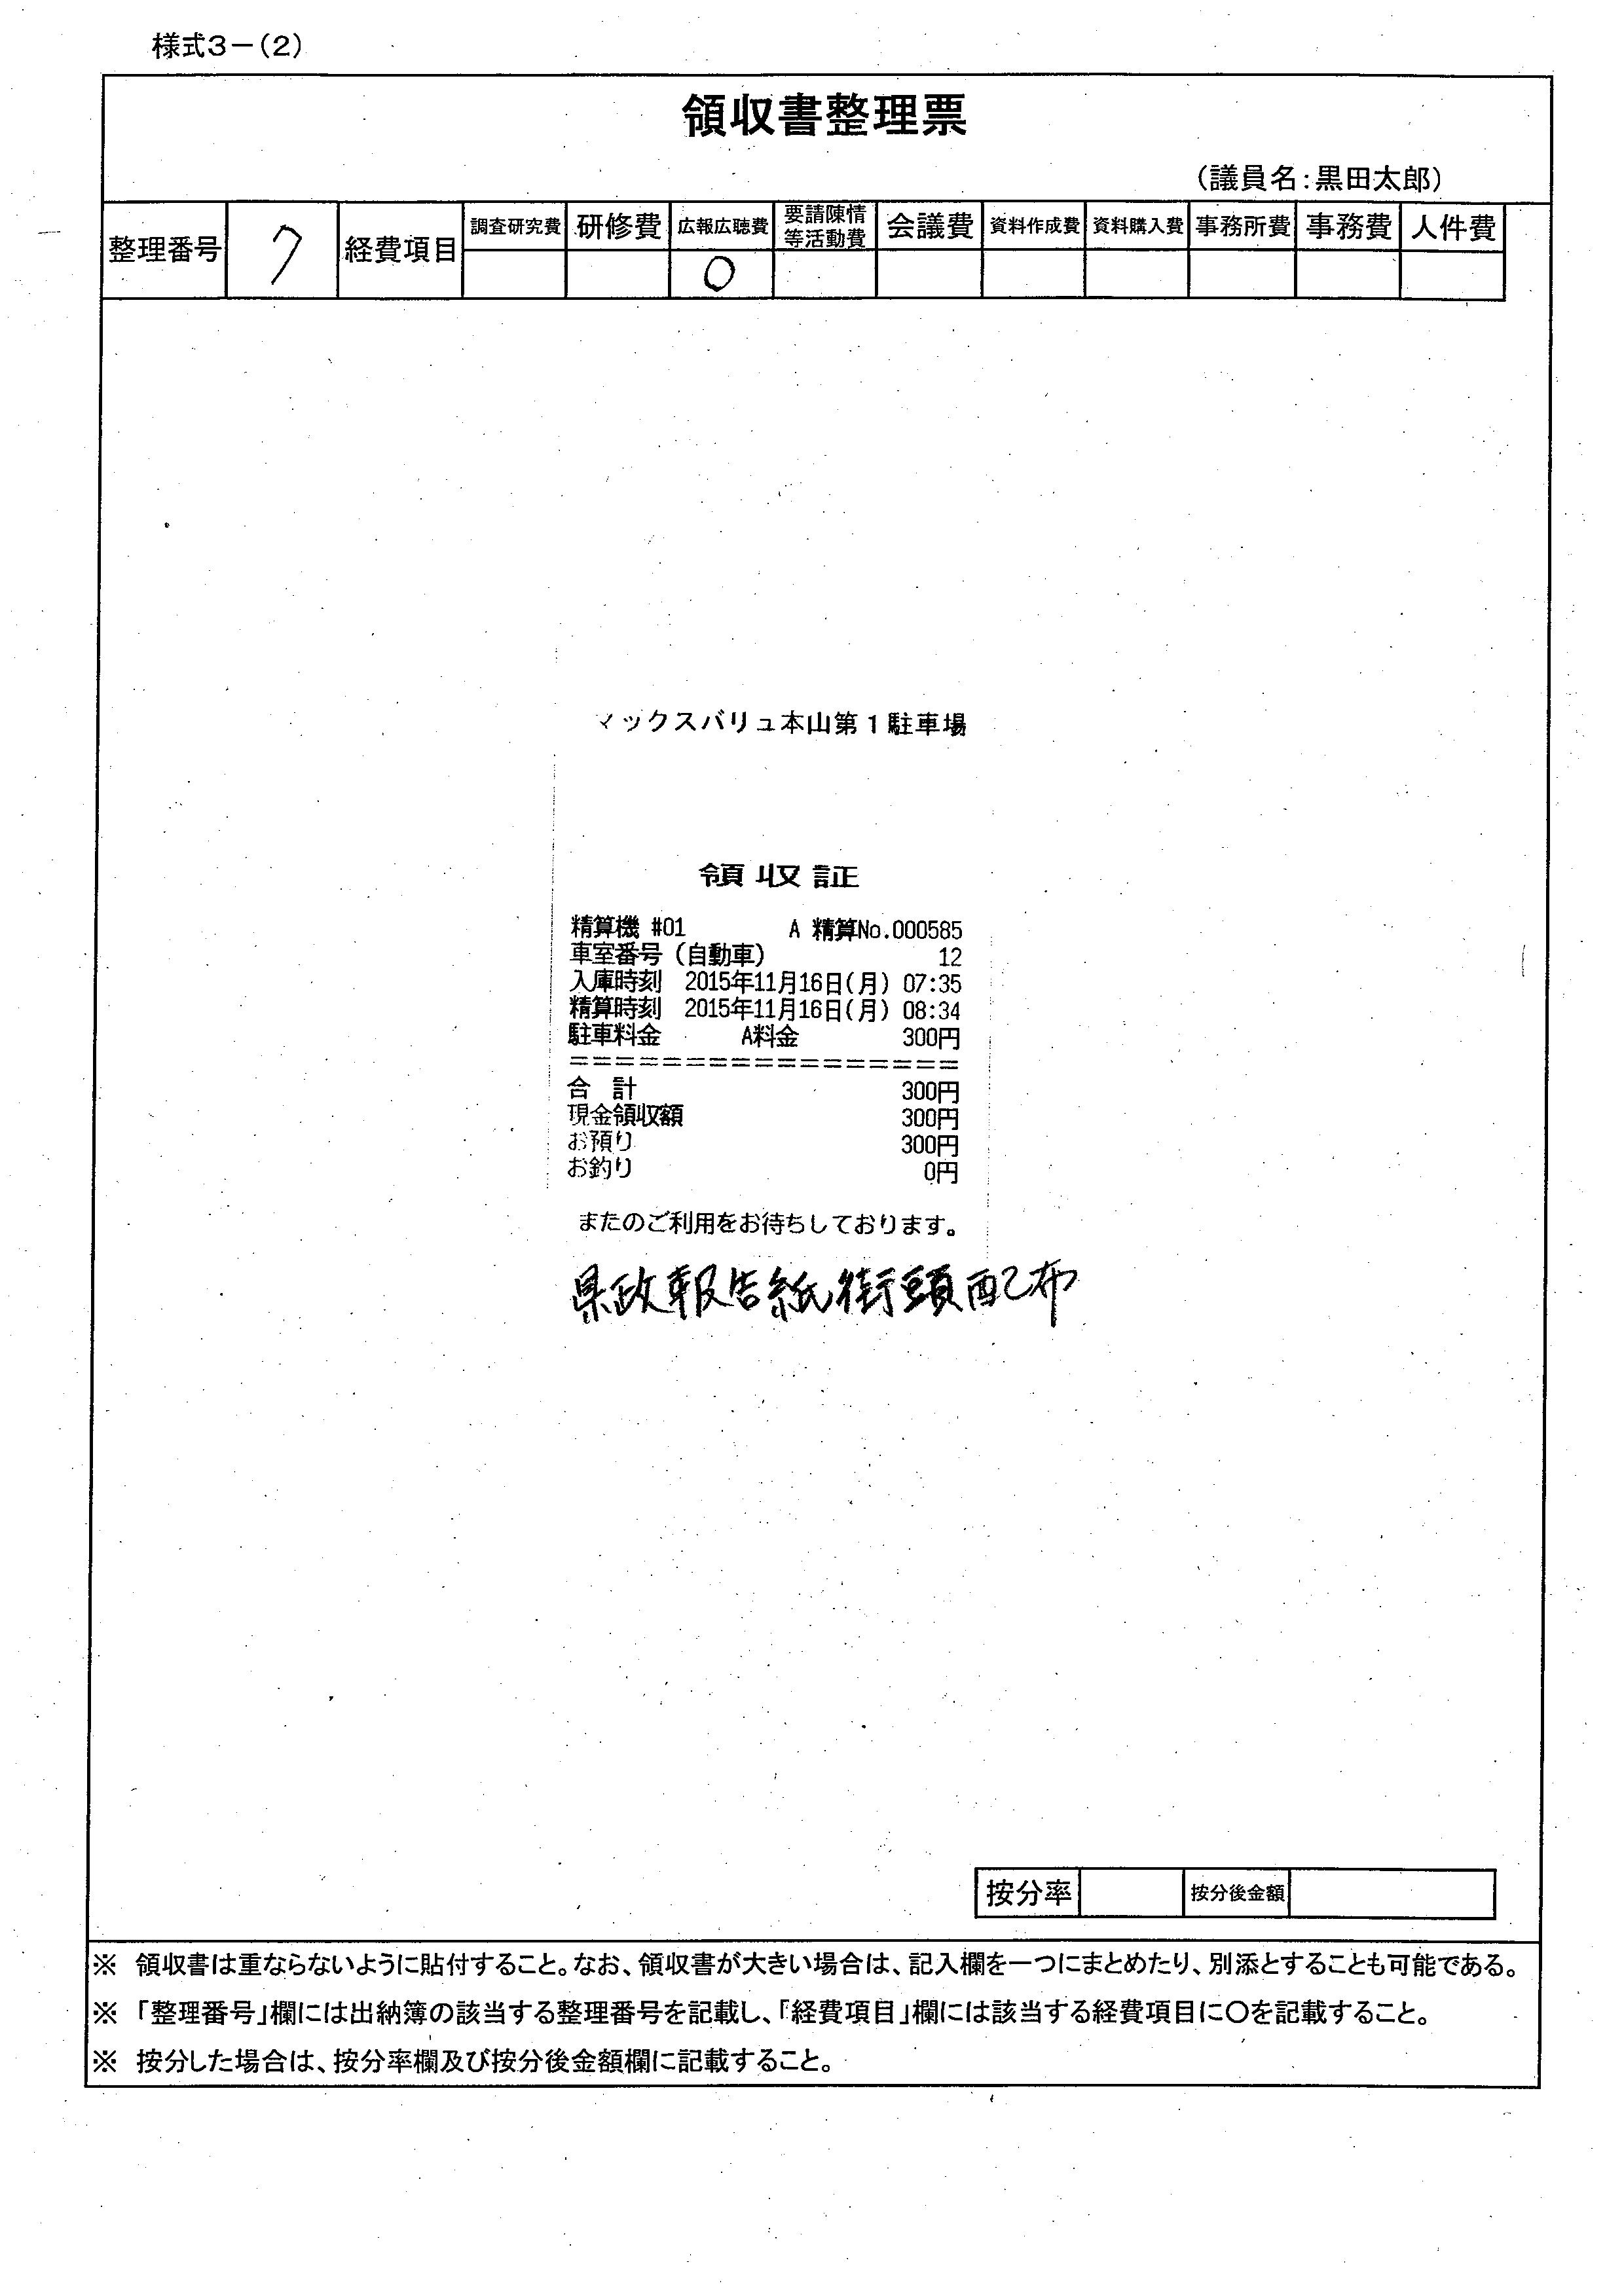 様式3－(2)
領収書整理票
(議員名:黒田太郎)
整理番号 7 経費項目 調査研究費 研修費 広報広聴費 要請陳情等活動費 会議費 資料作成費 資料購入費 事務所費 事務費 人件費
○
マックスバリュ本山第1駐車場
領収証
精算機 #01 A 精算No.000585
車室番号(自動車) 12
入庫時刻 2015年11月16日(月) 07:35
精算時刻 2015年11月16日(月) 08:34
駐車料金 A料金 300円
=================
合 計 300円
現金領収額 300円
お預り 300円
お釣り 0円
またのご利用をお待ちしております。
県政報告紙街頭配布
按分率 按分後金額
※ 領収書は重ならないように貼付すること。なお、領収書が大きい場合は、記入欄を一つにまとめたり、別添とすることも可能である。
※ 「整理番号」欄には出納簿の該当する整理番号を記載し、「経費項目」欄には該当する経費項目に○を記載すること。
※ 按分した場合は、按分率欄及び按分後金額欄に記載すること。